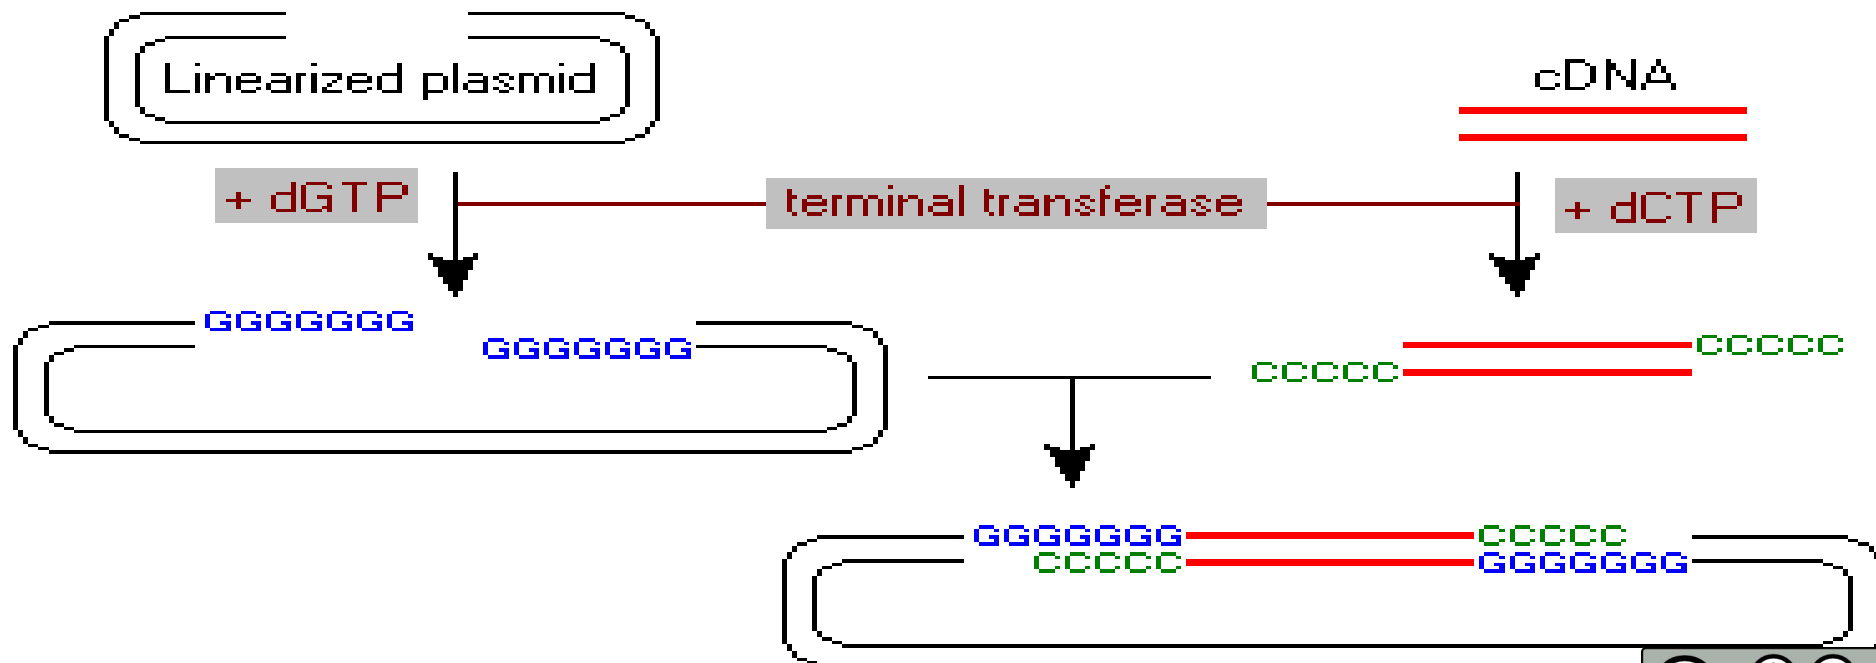 Linearized plasmid
cDNA
+ dGTP
terminal transferase
+ dCTP
GGGGGGG
GGGGGGG
CCCCC
CCCCC
GGGGGGG
CCCCC
CCCCC
GGGGGGG